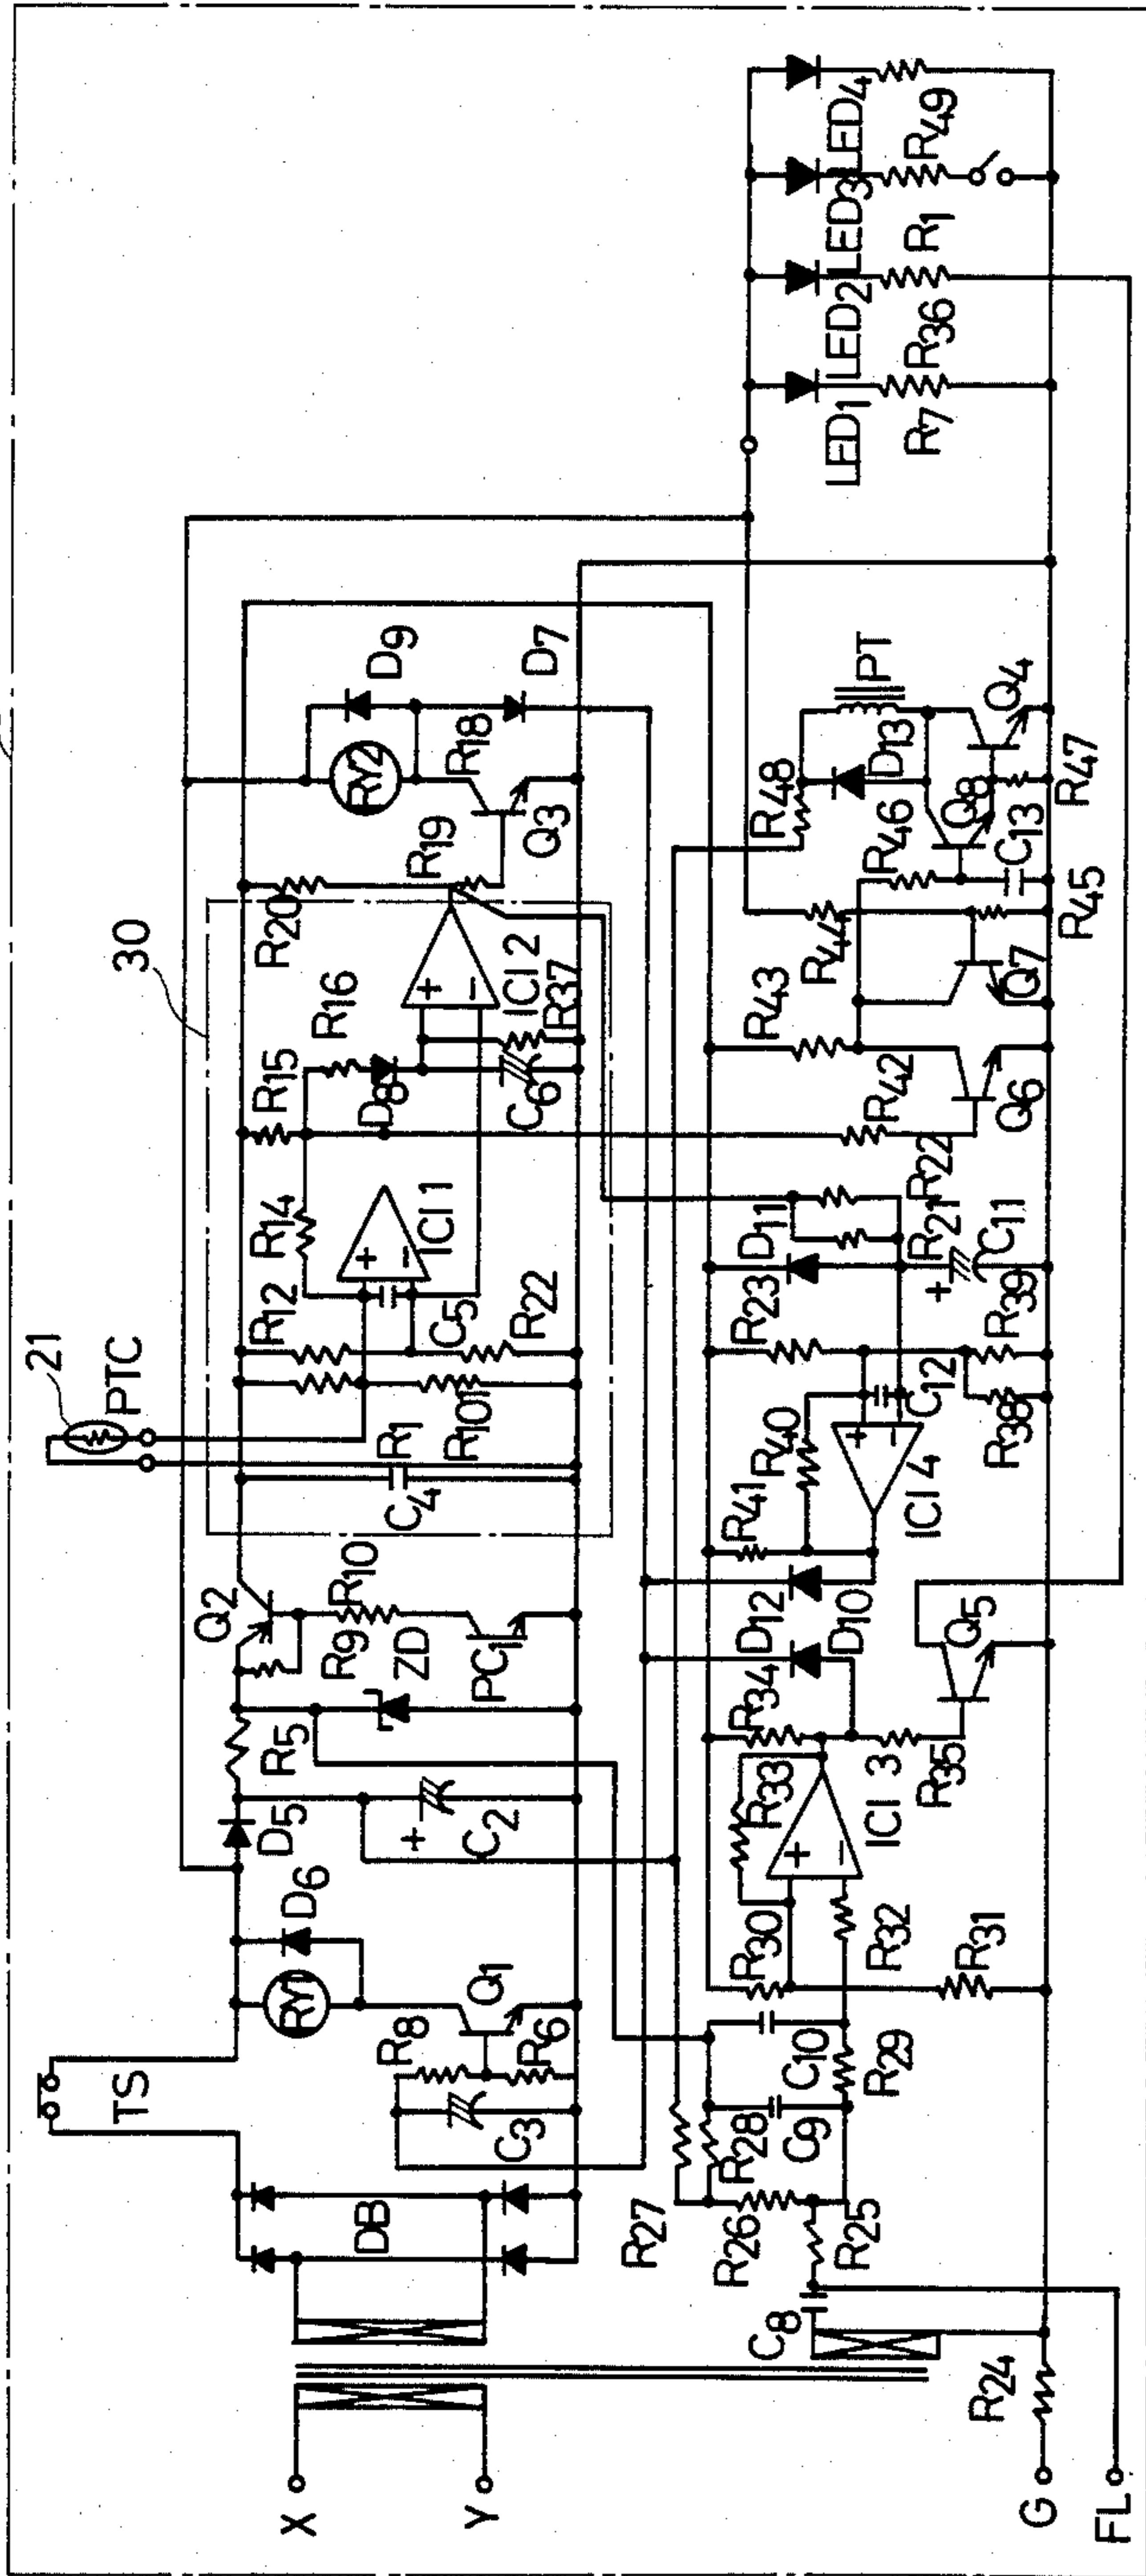 X
Y
G
FL
R24
DB
TS
C3
R8
R6
Q1
RY1
D6
D5
C2
+
R5
ZD
R9
R10
PC1
Q2
30
21
PTC
C4
R1
R101
R12
C5
R22
R14
+
−
ICI 1
R15
R16
D8
C6
R37
+
−
ICI 2
R20
R19
R18
Q3
RY2
D9
D7
C8
R25
R26
R27
R28
C9
C10
R29
R30
R31
R32
+
−
ICI 3
R33
R34
R35
D12
D10
Q5
R41
R40
+
−
ICI 4
C12
R38
R39
R23
D11
+
C11
R21
R22
R42
Q6
R43
Q7
R44
R45
R46
C13
Q8
R47
R48
D13
PT
Q4
LED1
LED2
LED3
LED4
R7
R36
R1
R49